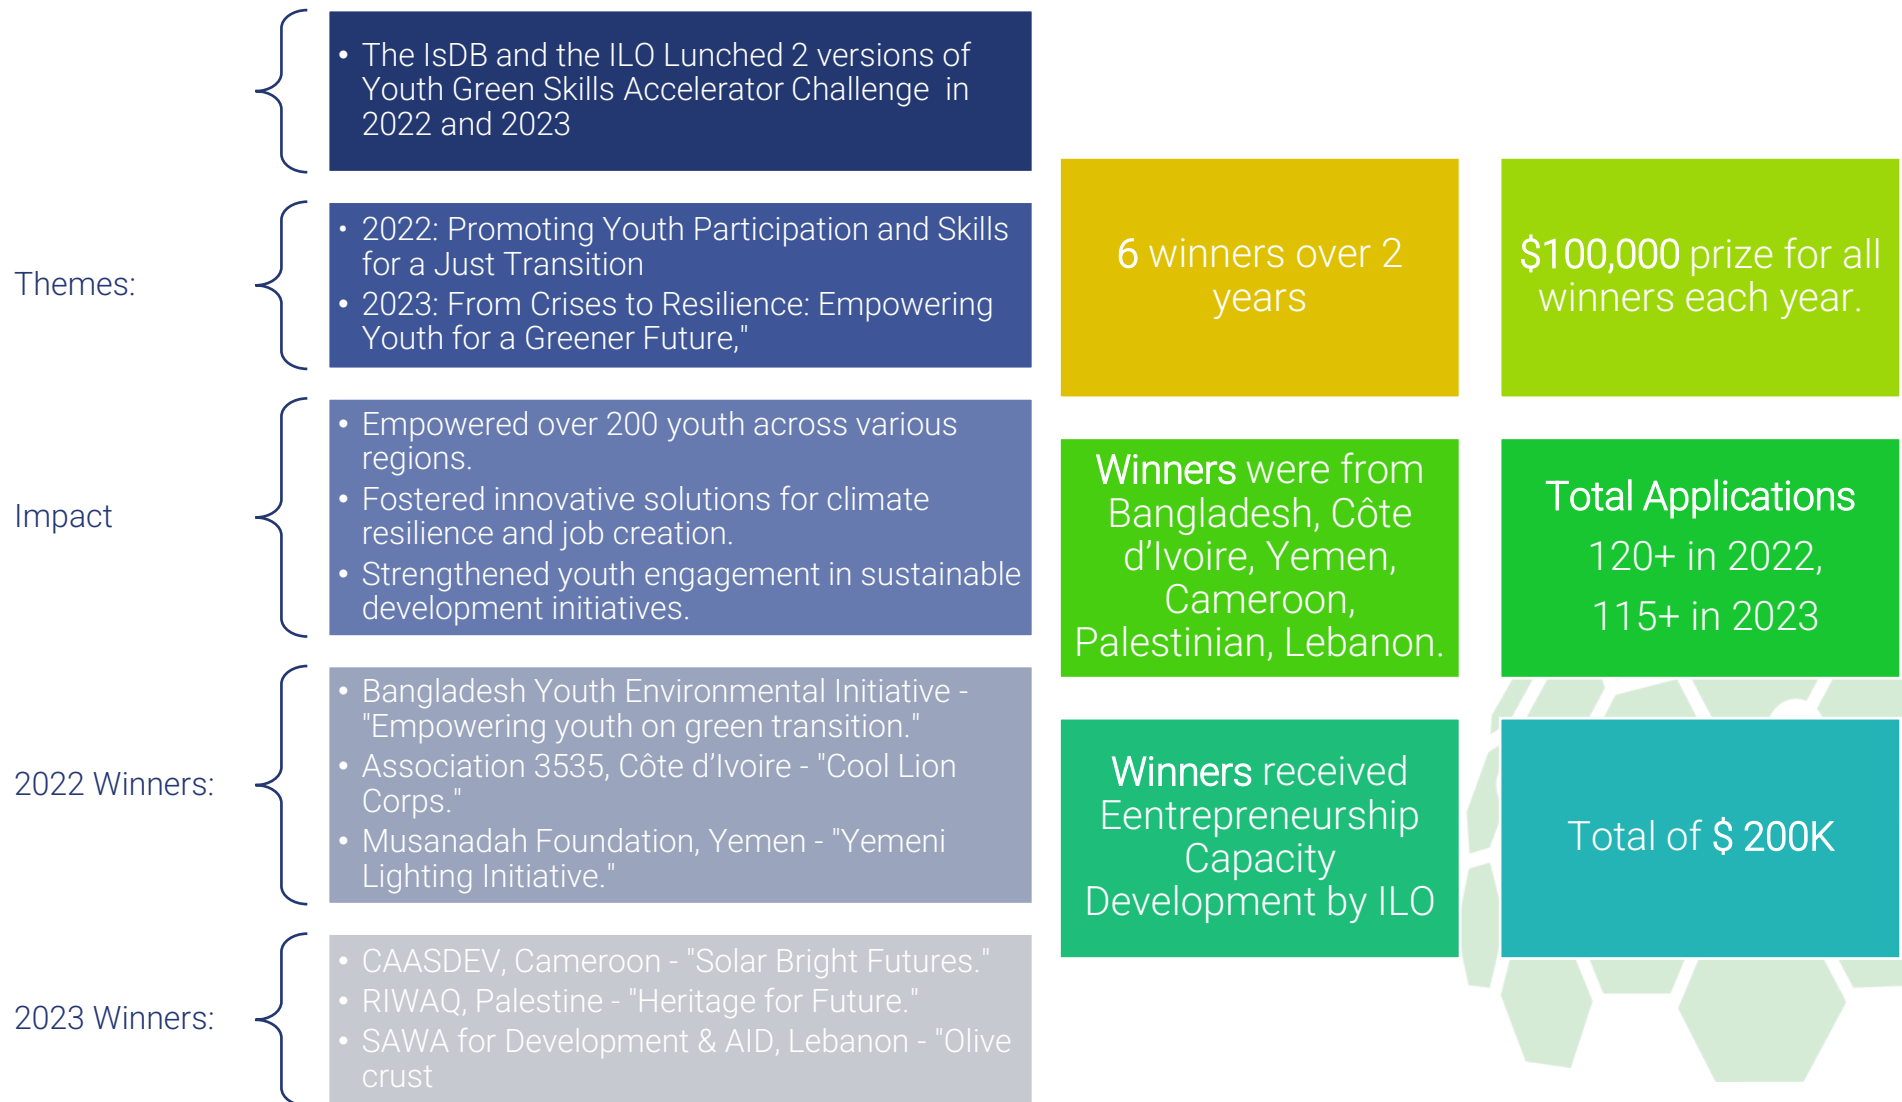 • The IsDB and the ILO Lunched 2 versions of
Youth Green Skills Accelerator Challenge in
2022 and 2023
Themes:
• 2022: Promoting Youth Participation and Skills
for a Just Transition
• 2023: From Crises to Resilience: Empowering
Youth for a Greener Future,"
Impact
• Empowered over 200 youth across various
regions.
• Fostered innovative solutions for climate
resilience and job creation.
• Strengthened youth engagement in sustainable
development initiatives.
2022 Winners:
• Bangladesh Youth Environmental Initiative -
"Empowering youth on green transition."
• Association 3535, Côte d’Ivoire - "Cool Lion
Corps."
• Musanadah Foundation, Yemen - "Yemeni
Lighting Initiative."
2023 Winners:
• CAASDEV, Cameroon - "Solar Bright Futures."
• RIWAQ, Palestine - "Heritage for Future."
• SAWA for Development & AID, Lebanon - "Olive
crust
6 winners over 2
years
$100,000 prize for all
winners each year.
Winners were from
Bangladesh, Côte
d’Ivoire, Yemen,
Cameroon,
Palestinian, Lebanon.
Total Applications
120+ in 2022,
115+ in 2023
Winners received
Eentrepreneurship
Capacity
Development by ILO
Total of $ 200K